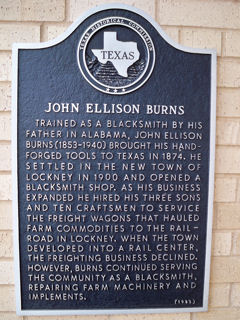 TEXAS HISTORICAL COMMISSION
TEXAS
JOHN ELLISON BURNS
TRAINED AS A BLACKSMITH BY HIS
FATHER IN ALABAMA, JOHN ELLISON
BURNS (1853-1940) BROUGHT HIS HAND-
FORGED TOOLS TO TEXAS IN 1874. HE
SETTLED IN THE NEW TOWN OF
LOCKNEY IN 1900 AND OPENED A
BLACKSMITH SHOP. AS HIS BUSINESS
EXPANDED HE HIRED HIS THREE SONS
AND TEN CRAFTSMEN TO SERVICE
THE FREIGHT WAGONS THAT HAULED
FARM COMMODITIES TO THE RAIL-
ROAD IN LOCKNEY. WHEN THE TOWN
DEVELOPED INTO A RAIL CENTER,
THE FREIGHTING BUSINESS DECLINED.
HOWEVER, BURNS CONTINUED SERVING
THE COMMUNITY AS A BLACKSMITH,
REPAIRING FARM MACHINERY AND
IMPLEMENTS.